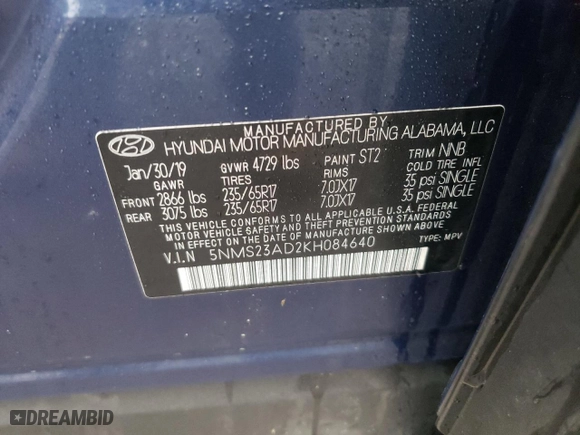 MANUFACTURED BY
HYUNDAI MOTOR MANUFACTURING ALABAMA, LLC
Jan/30/19 GVWR 4729 lbs PAINT ST2 TRIM NNB
GAWR TIRES RIMS COLD TIRE INFL
FRONT 2866 lbs 235/65R17 7.0JX17 35 psi SINGLE
REAR 3075 lbs 235/65R17 7.0JX17 35 psi SINGLE
THIS VEHICLE CONFORMS TO ALL APPLICABLE U.S.A. FEDERAL
MOTOR VEHICLE SAFETY, BUMPER, AND THEFT PREVENTION
STANDARDS IN EFFECT ON THE DATE OF MANUFACTURE SHOWN ABOVE.
V.I.N 5NMS23AD2KH084640 TYPE: MPV
DREAMBID